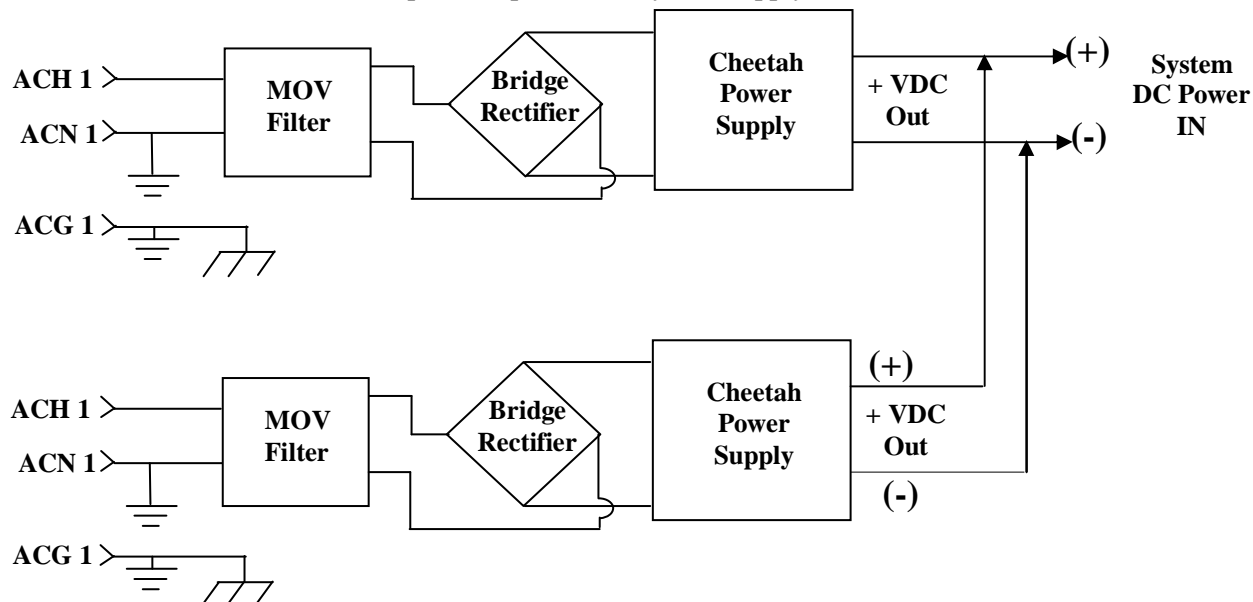 ACH 1
ACN 1
ACG 1
MOV
Filter
Bridge
Rectifier
Cheetah
Power
Supply
+ VDC
Out
(+)
(-)
System
DC Power
IN
ACH 1
ACN 1
ACG 1
MOV
Filter
Bridge
Rectifier
Cheetah
Power
Supply
(+)
+ VDC
Out
(-)